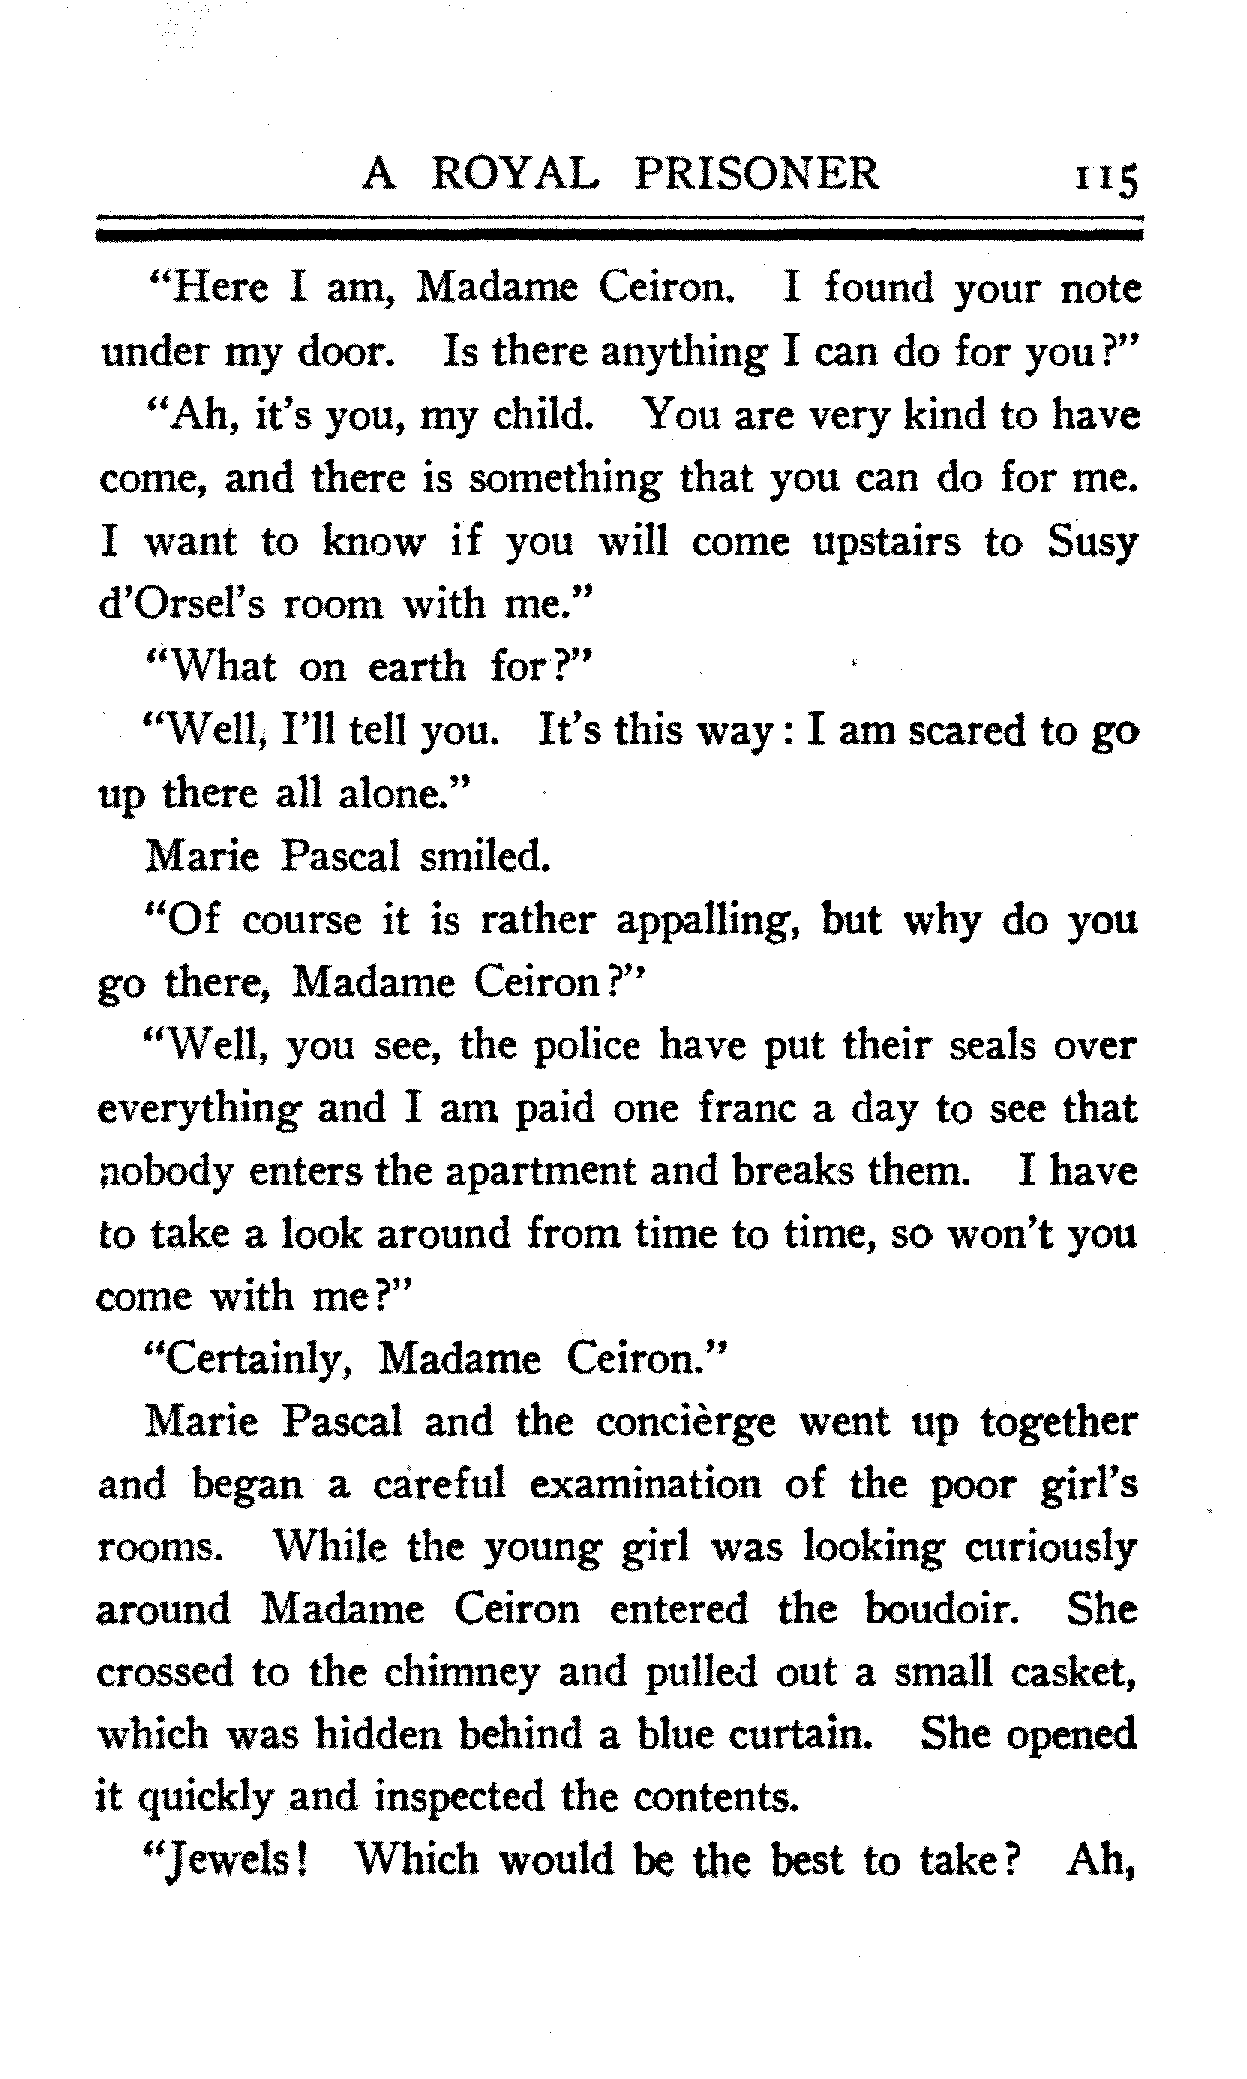 A ROYAL PRISONER 115
“Here I am, Madame Ceiron. I found your note
under my door. Is there anything I can do for you?”
“Ah, it’s you, my child. You are very kind to have
come, and there is something that you can do for me.
I want to know if you will come upstairs to Susy
d’Orsel’s room with me.”
“What on earth for?”
“Well, I’ll tell you. It’s this way: I am scared to go
up there all alone.”
Marie Pascal smiled.
“Of course it is rather appalling, but why do you
go there, Madame Ceiron?”
“Well, you see, the police have put their seals over
everything and I am paid one franc a day to see that
nobody enters the apartment and breaks them. I have
to take a look around from time to time, so won’t you
come with me?”
“Certainly, Madame Ceiron.”
Marie Pascal and the concièrge went up together
and began a careful examination of the poor girl’s
rooms. While the young girl was looking curiously
around Madame Ceiron entered the boudoir. She
crossed to the chimney and pulled out a small casket,
which was hidden behind a blue curtain. She opened
it quickly and inspected the contents.
“Jewels! Which would be the best to take? Ah,